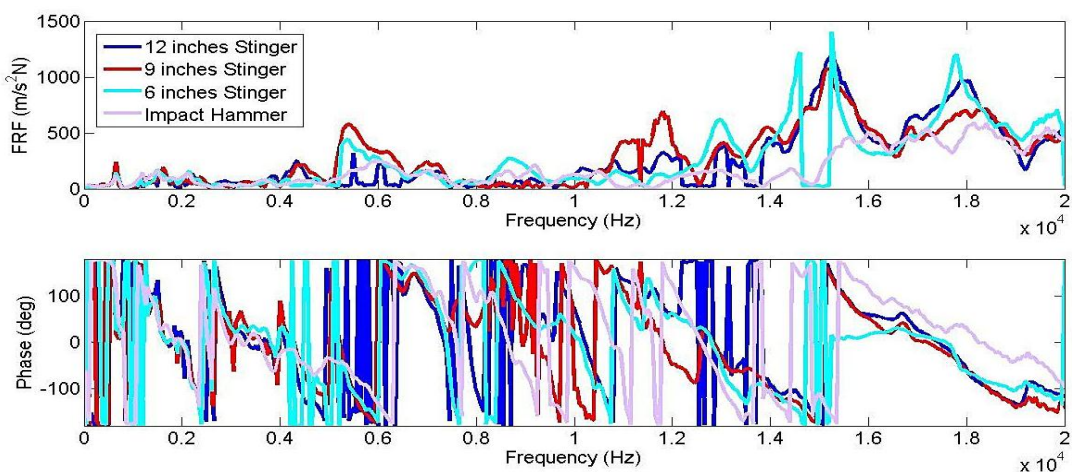 1500
1000
500
0
FRF (m/s²N)
12 inches Stinger
9 inches Stinger
6 inches Stinger
Impact Hammer
0 0.2 0.4 0.6 0.8 1 1.2 1.4 1.6 1.8 2
Frequency (Hz)
x 10⁴
100
0
-100
Phase (deg)
0 0.2 0.4 0.6 0.8 1 1.2 1.4 1.6 1.8 2
Frequency (Hz)
x 10⁴